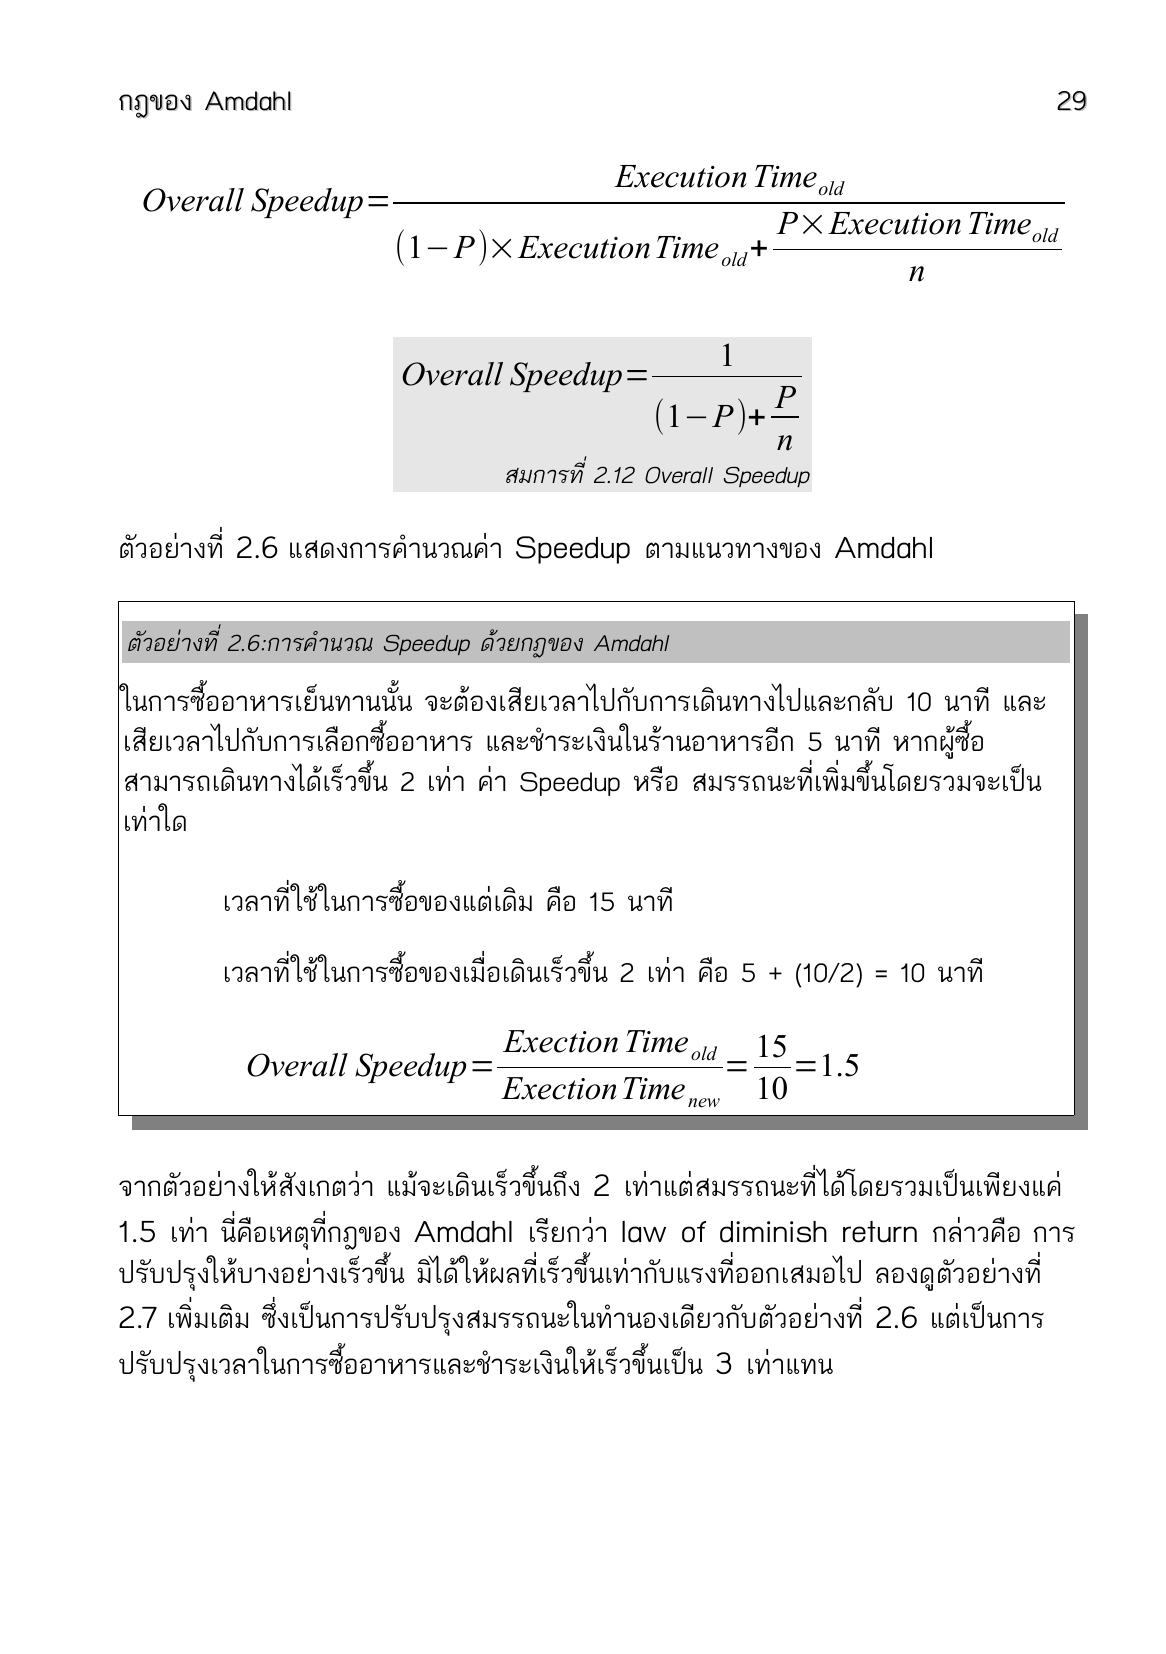 กฎของ Amdahl 29
Overall Speedup = Execution Time_old / ((1−P)×Execution Time_old + (P×Execution Time_old)/n)
Overall Speedup = 1 / ((1−P)+P/n)
สมการที่ 2.12 Overall Speedup
ตัวอย่างที่ 2.6 แสดงการคำนวณค่า Speedup ตามแนวทางของ Amdahl
ตัวอย่างที่ 2.6:การคำนวณ Speedup ด้วยกฎของ Amdahl
ในการซื้ออาหารเย็นทานนั้น จะต้องเสียเวลาไปกับการเดินทางไปและกลับ 10 นาที และ
เสียเวลาไปกับการเลือกซื้ออาหาร และชำระเงินในร้านอาหารอีก 5 นาที หากผู้ซื้อ
สามารถเดินทางได้เร็วขึ้น 2 เท่า ค่า Speedup หรือ สมรรถนะที่เพิ่มขึ้นโดยรวมจะเป็น
เท่าใด
เวลาที่ใช้ในการซื้อของแต่เดิม คือ 15 นาที
เวลาที่ใช้ในการซื้อของเมื่อเดินเร็วขึ้น 2 เท่า คือ 5 + (10/2) = 10 นาที
Overall Speedup = Exection Time_old / Exection Time_new = 15/10 = 1.5
จากตัวอย่างให้สังเกตว่า แม้จะเดินเร็วขึ้นถึง 2 เท่าแต่สมรรถนะที่ได้โดยรวมเป็นเพียงแค่
1.5 เท่า นี่คือเหตุที่กฎของ Amdahl เรียกว่า law of diminish return กล่าวคือ การ
ปรับปรุงให้บางอย่างเร็วขึ้น มิได้ให้ผลที่เร็วขึ้นเท่ากับแรงที่ออกเสมอไป ลองดูตัวอย่างที่
2.7 เพิ่มเติม ซึ่งเป็นการปรับปรุงสมรรถนะในทำนองเดียวกับตัวอย่างที่ 2.6 แต่เป็นการ
ปรับปรุงเวลาในการซื้ออาหารและชำระเงินให้เร็วขึ้นเป็น 3 เท่าแทน